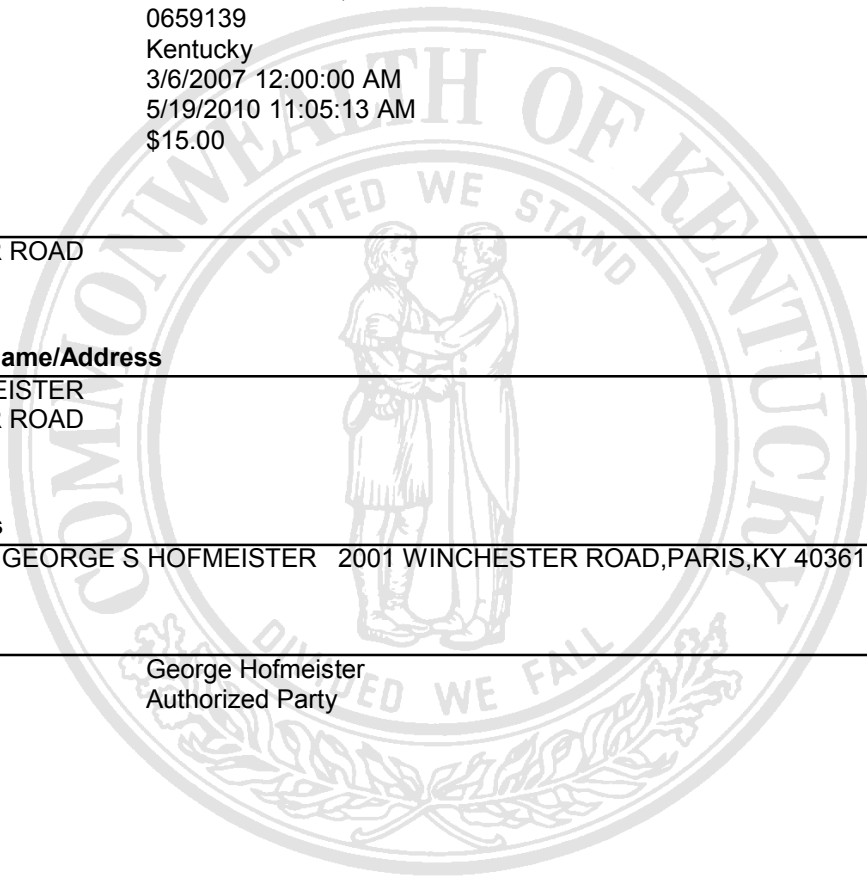 0659139
Kentucky
3/6/2007 12:00:00 AM
5/19/2010 11:05:13 AM
$15.00
COMMONWEALTH OF KENTUCKY
UNITED WE STAND
R ROAD
ame/Address
EISTER
R ROAD
s
GEORGE S HOFMEISTER 2001 WINCHESTER ROAD,PARIS,KY 40361
DIVIDED WE FALL
George Hofmeister
Authorized Party